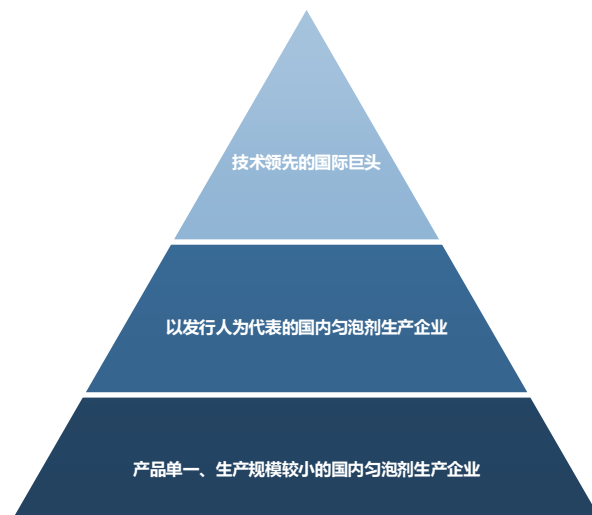 技术领先的国际巨头
以发行人为代表的国内匀泡剂生产企业
产品单一、生产规模较小的国内匀泡剂生产企业